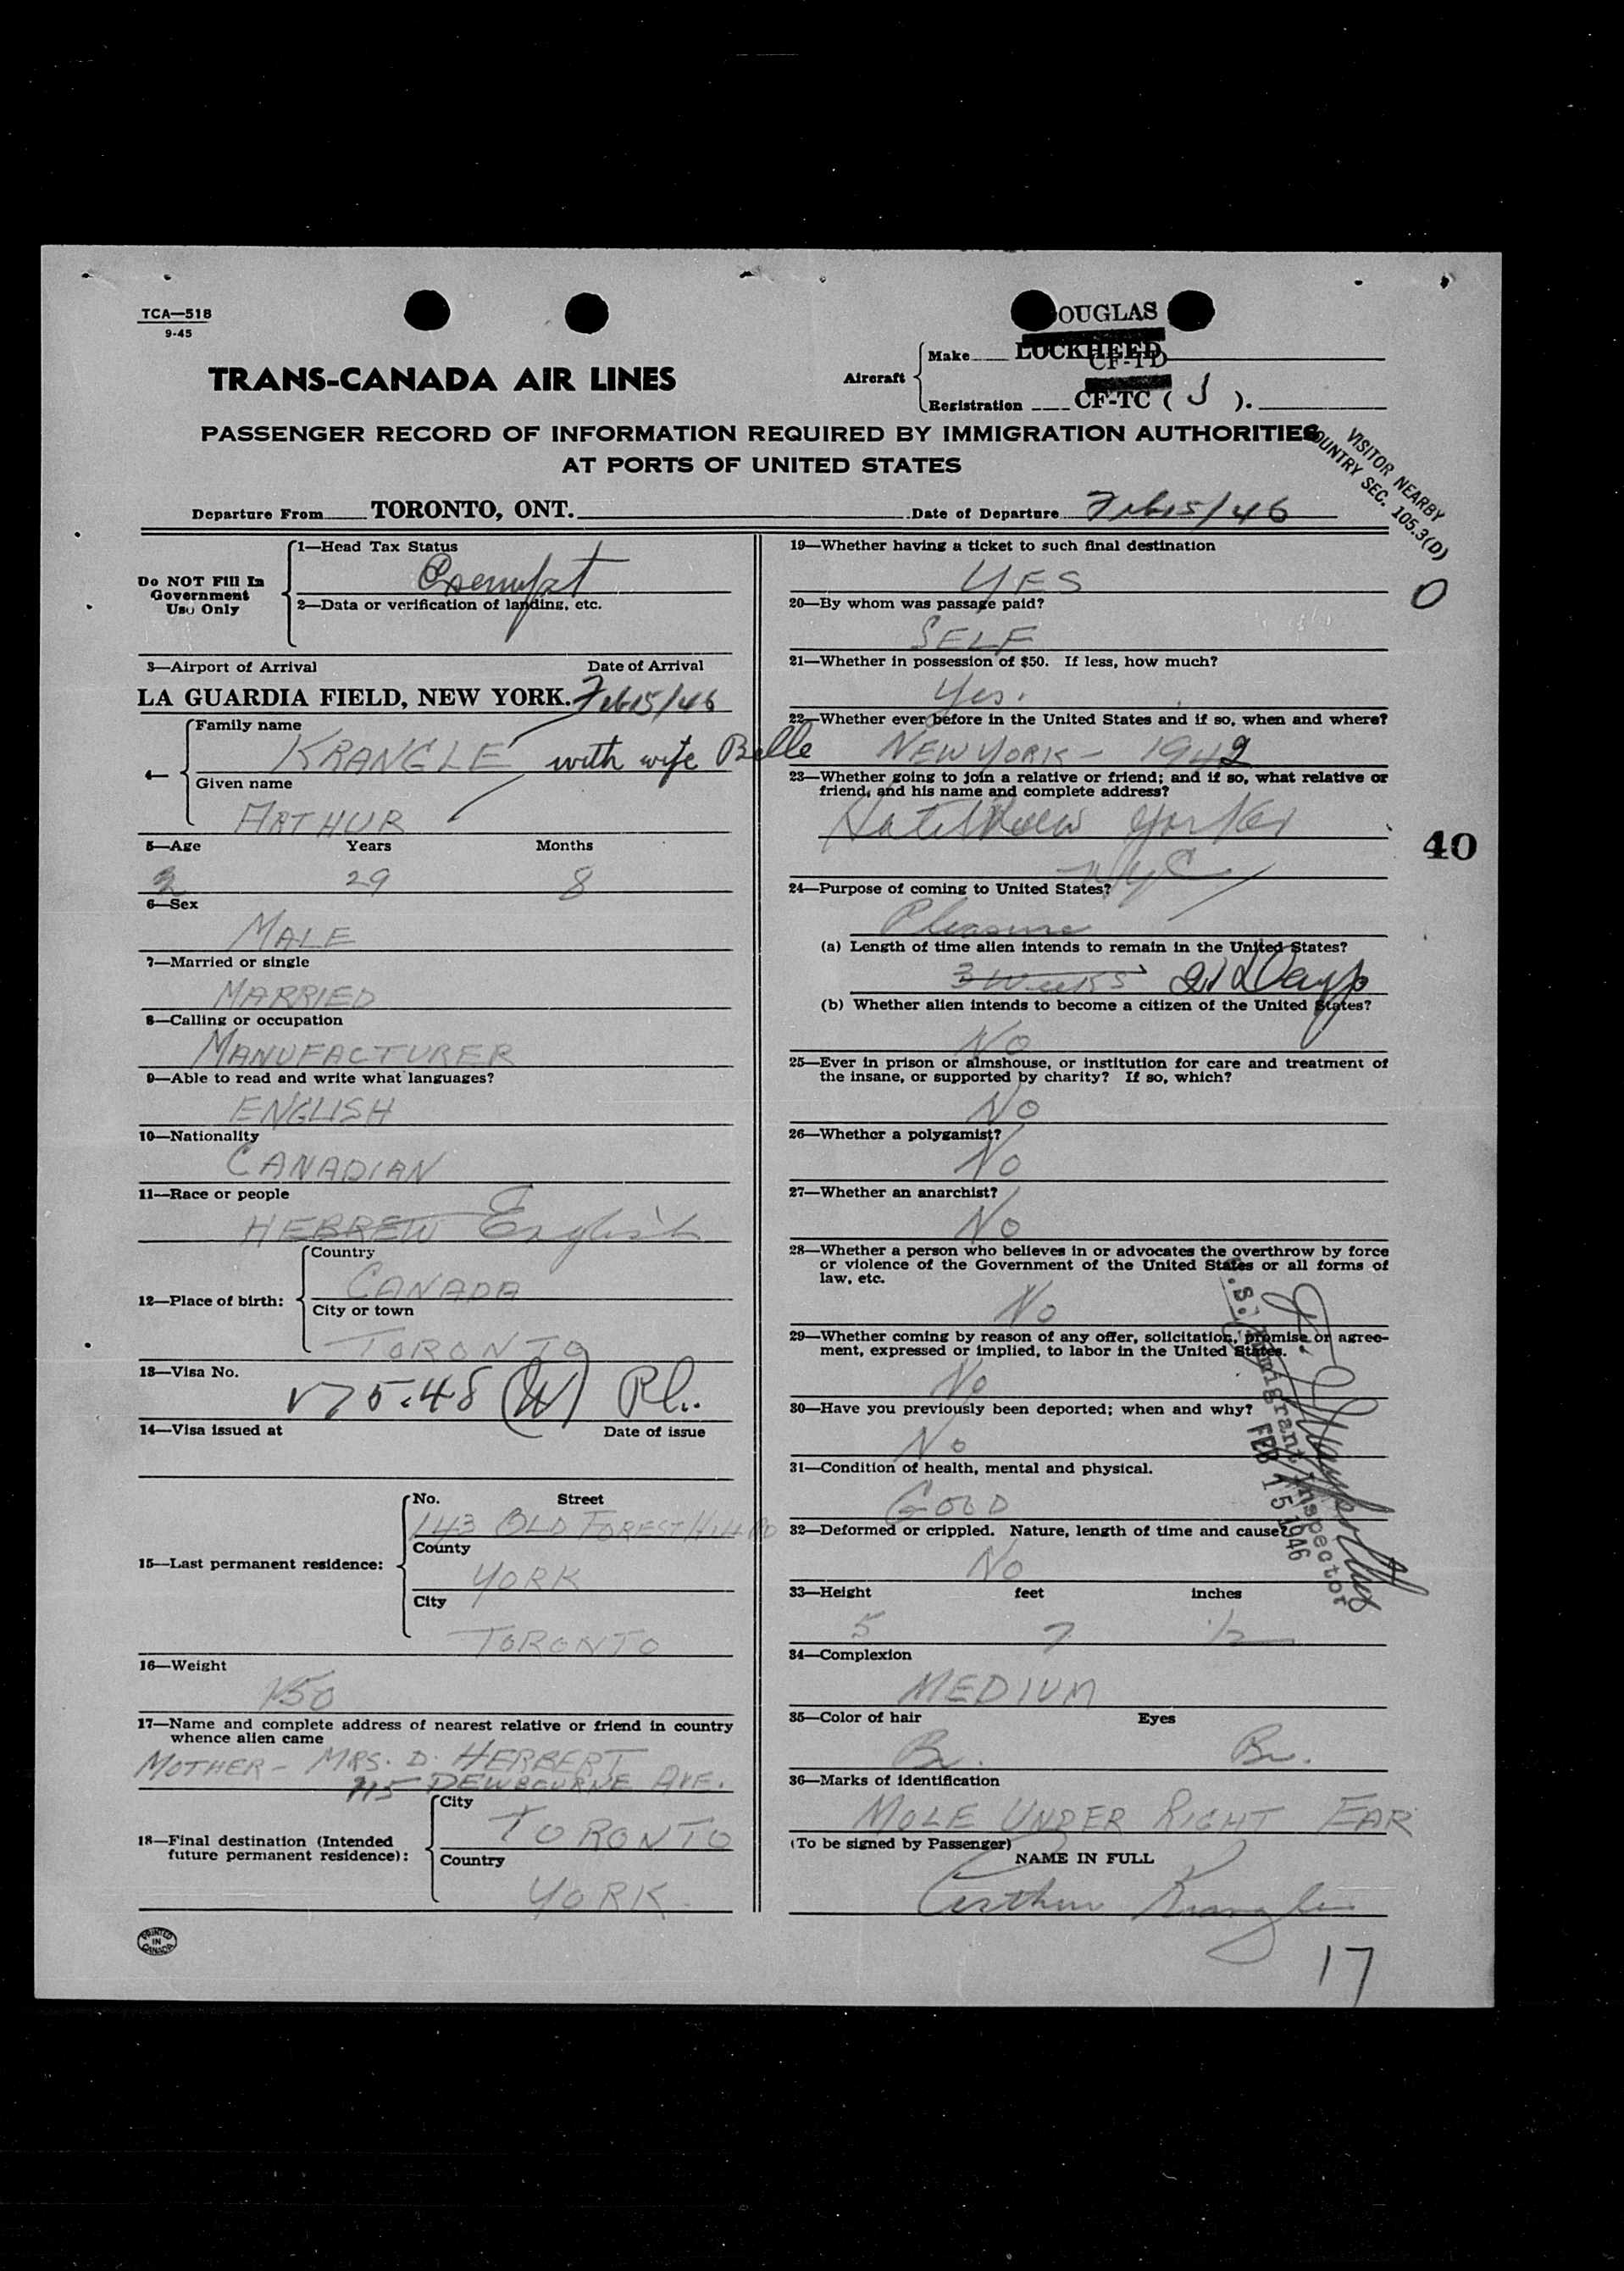 TCA—518
9-45
DOUGLAS
TRANS-CANADA AIR LINES
Aircraft
Make LOCKHEED
CF-TD
Registration CF-TC ( J ).
PASSENGER RECORD OF INFORMATION REQUIRED BY IMMIGRATION AUTHORITIES
AT PORTS OF UNITED STATES
VISITOR NEARBY
COUNTRY SEC. 105.3(D)
Departure From TORONTO, ONT. Date of Departure Feb 15/46
Do NOT Fill In
Government
Use Only
1—Head Tax Status
Exempt
2—Data or verification of landing, etc.
3—Airport of Arrival Date of Arrival
LA GUARDIA FIELD, NEW YORK. Feb 15/46
4—
Family name
KRANGLE with wife Belle
Given name
ARTHUR
5—Age Years Months
29 8
6—Sex
MALE
7—Married or single
MARRIED
8—Calling or occupation
MANUFACTURER
9—Able to read and write what languages?
ENGLISH
10—Nationality
CANADIAN
11—Race or people
HEBREW English
12—Place of birth:
Country
CANADA
City or town
TORONTO
13—Visa No.
175.48 (W) Rl..
14—Visa issued at Date of issue
15—Last permanent residence:
No. Street
143 OLD FOREST HILL RD
County
YORK
City
TORONTO
16—Weight
150
17—Name and complete address of nearest relative or friend in country
whence alien came
MOTHER - MRS. D. HERBERT
DEWBOURNE AVE.
18—Final destination (Intended
future permanent residence):
City
TORONTO
Country
YORK.
PRINTED
IN
CANADA
19—Whether having a ticket to such final destination
YES
O
20—By whom was passage paid?
SELF
21—Whether in possession of $50. If less, how much?
Yes.
22—Whether ever before in the United States and if so, when and where?
NEW YORK - 1942
23—Whether going to join a relative or friend; and if so, what relative or
friend, and his name and complete address?
Hotel New Yorker
40
NYC
24—Purpose of coming to United States?
Pleasure
(a) Length of time alien intends to remain in the United States?
3 Weeks 21 Days
(b) Whether alien intends to become a citizen of the United States?
No
25—Ever in prison or almshouse, or institution for care and treatment of
the insane, or supported by charity? If so, which?
No
26—Whether a polygamist?
No
27—Whether an anarchist?
No
28—Whether a person who believes in or advocates the overthrow by force
or violence of the Government of the United States or all forms of
law, etc.
No
29—Whether coming by reason of any offer, solicitation, promise or agree-
ment, expressed or implied, to labor in the United States.
No
30—Have you previously been deported; when and why?
No
U.S. Immigrant Inspector
FEB 15 1946
31—Condition of health, mental and physical.
GOOD
32—Deformed or crippled. Nature, length of time and cause?
No
33—Height feet inches
5 7 1/2
34—Complexion
MEDIUM
35—Color of hair Eyes
Br. Br.
36—Marks of identification
MOLE UNDER RIGHT EAR
(To be signed by Passenger)
NAME IN FULL
Arthur Krangle
17